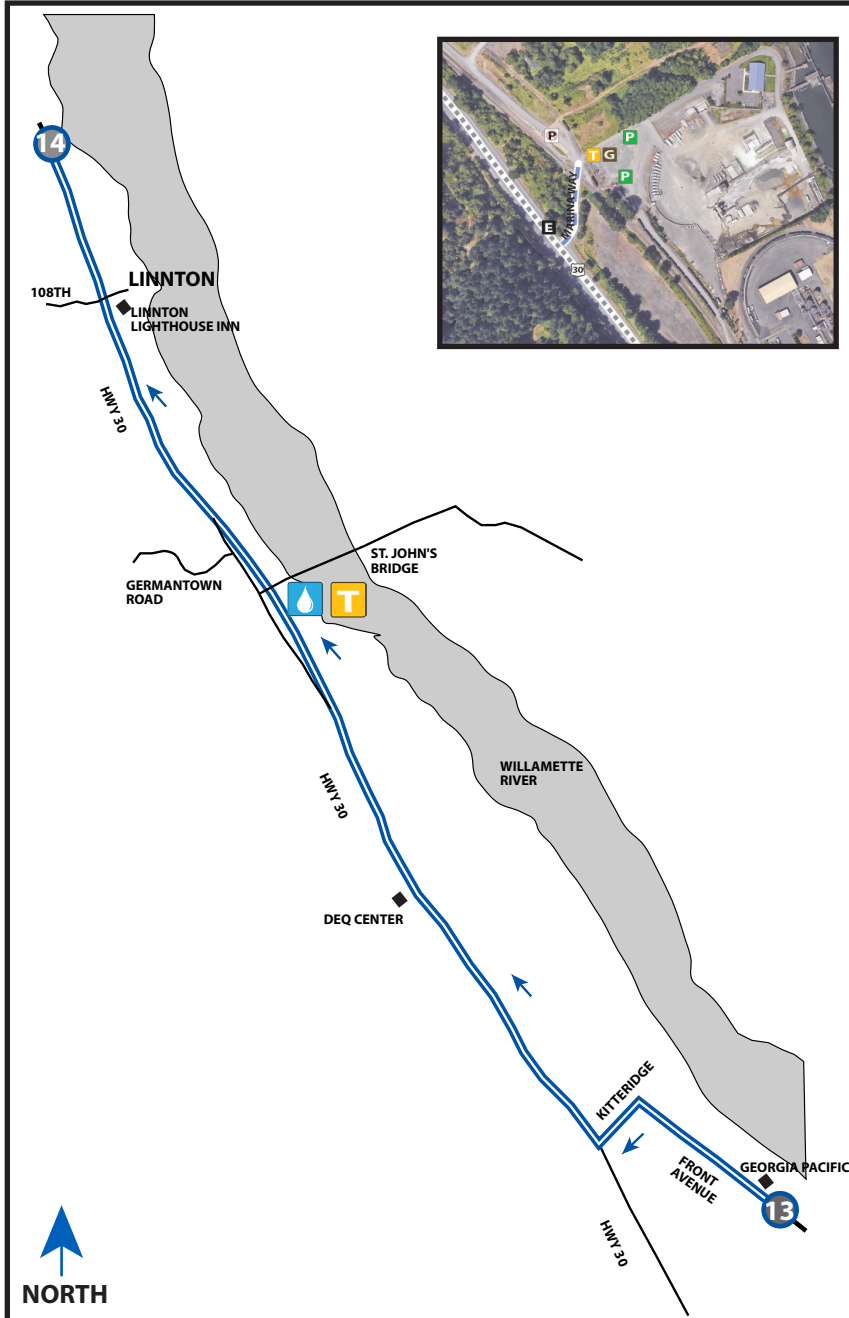 14
LINNTON
108TH
LINNTON
LIGHTHOUSE INN
HWY 30
P
T G
P
P
MARINA WAY
E
30
GERMANTOWN
ROAD
ST. JOHN'S
BRIDGE
T
WILLAMETTE
RIVER
HWY 30
DEQ CENTER
KITTERIDGE
FRONT
AVENUE
GEORGIA PACIFIC
13
HWY 30
NORTH